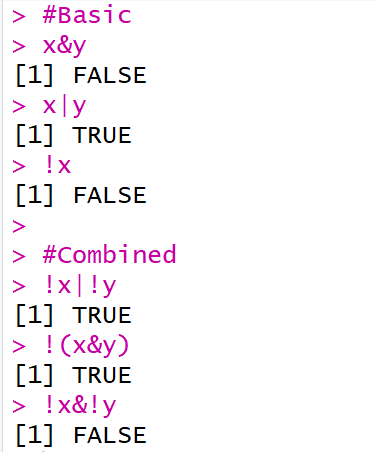 > #Basic
> x&y
[1] FALSE
> x|y
[1] TRUE
> !x
[1] FALSE
>
> #Combined
> !x|!y
[1] TRUE
> !(x&y)
[1] TRUE
> !x&!y
[1] FALSE